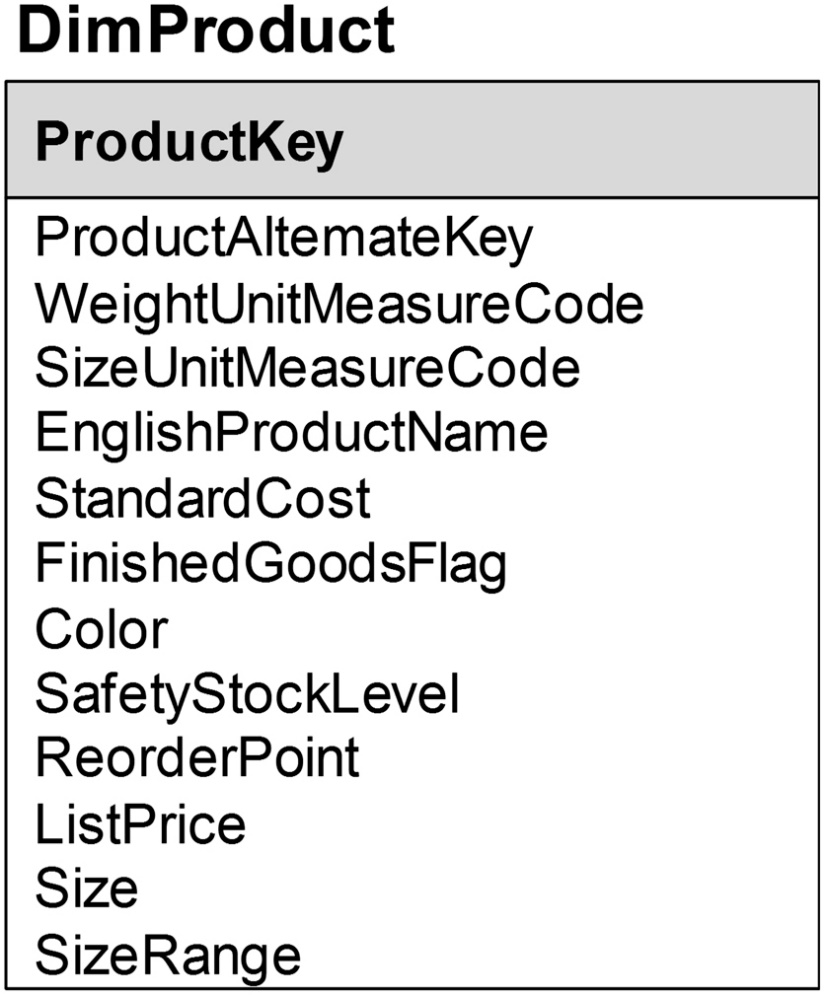 DimProduct
ProductKey
ProductAltemateKey
WeightUnitMeasureCode
SizeUnitMeasureCode
EnglishProductName
StandardCost
FinishedGoodsFlag
Color
SafetyStockLevel
ReorderPoint
ListPrice
Size
SizeRange